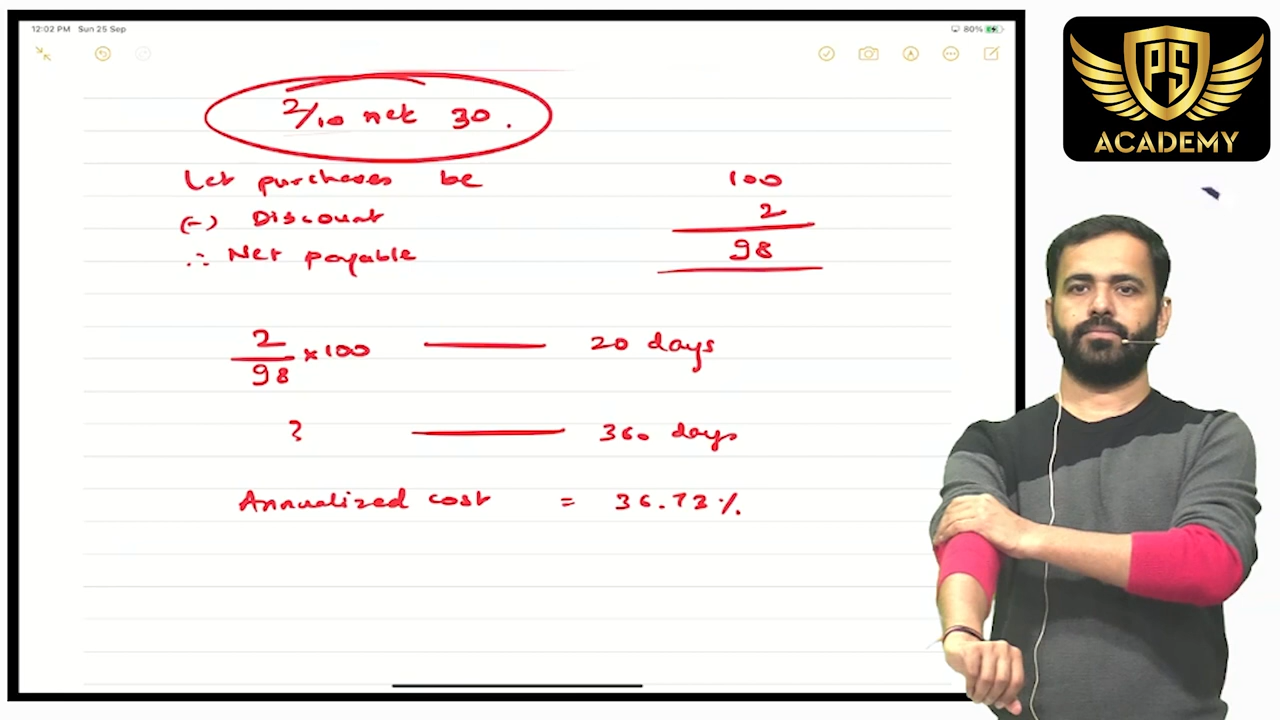 12:02 PM Sun 25 Sep
80%
2/10 net 30.
Let purchases be 100
(-) Discount 2
∴ Net payable 98
2/98 x 100 — 20 days
? — 360 days
Annualized cost = 36.73%.
PS
ACADEMY